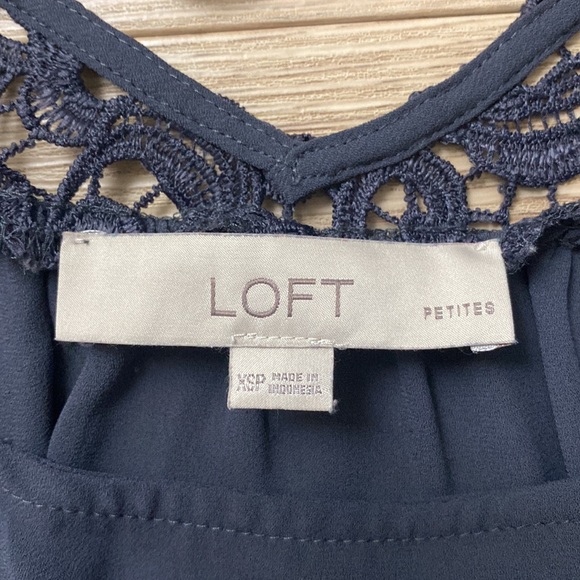 LOFT
PETITES
XSP
MADE IN
INDONESIA